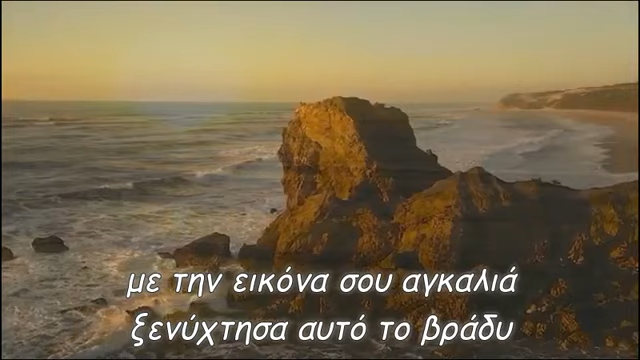 με την εικόνα σου αγκαλιά
ξενύχτησα αυτό το βράδυ